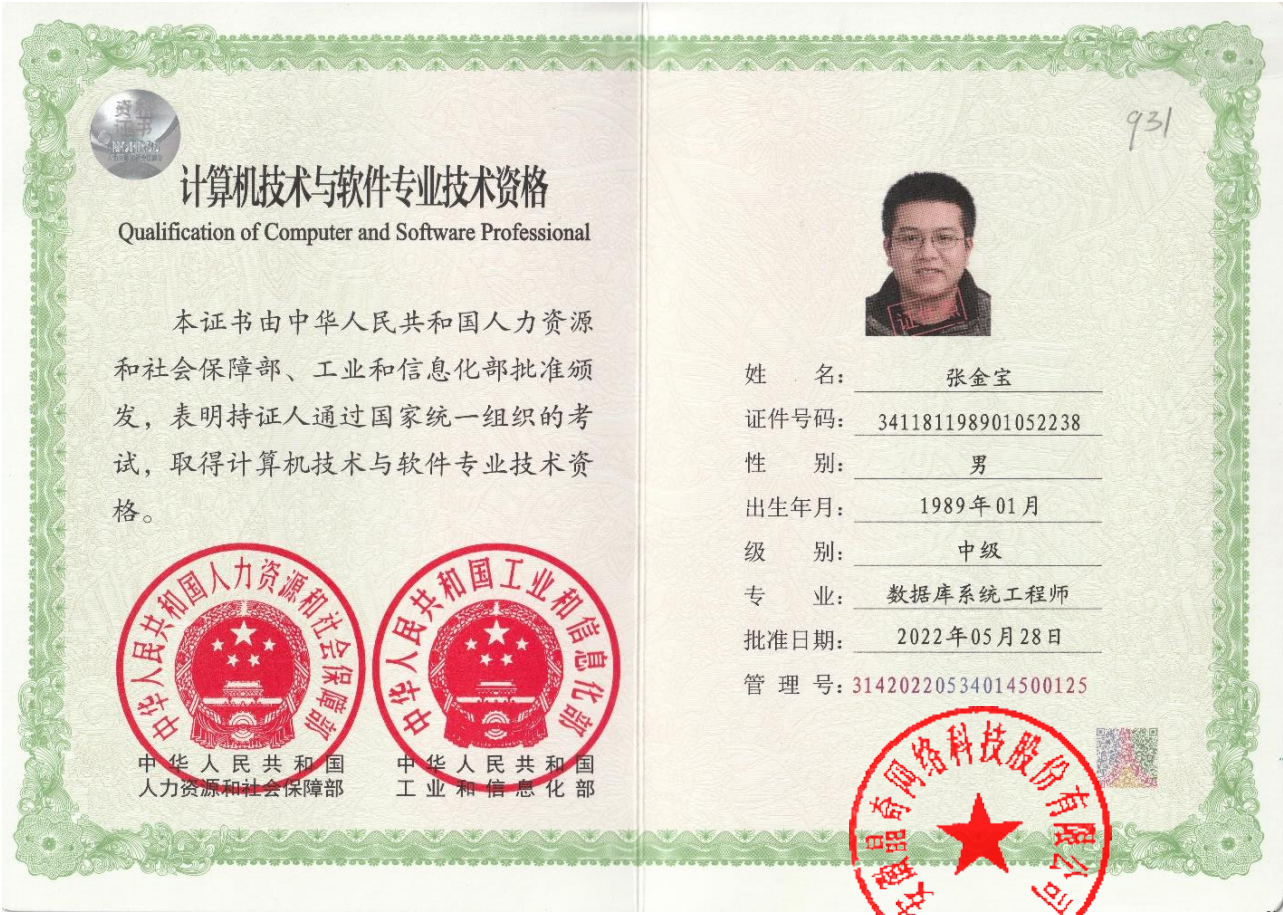 资格
证书
计算机技术与软件专业技术资格
Qualification of Computer and Software Professional
本证书由中华人民共和国人力资源
和社会保障部、工业和信息化部批准颁
发，表明持证人通过国家统一组织的考
试，取得计算机技术与软件专业技术资
格。
中华人民共和国人力资源和社会保障部
中华人民共和国
人力资源和社会保障部
中华人民共和国工业和信息化部
中华人民共和国
工业和信息化部
931
姓 名：张金宝
证件号码：341181198901052238
性 别：男
出生年月：1989年01月
级 别：中级
专 业：数据库系统工程师
批准日期：2022年05月28日
管 理 号：31420220534014500125
安徽晶奇网络科技股份有限公司